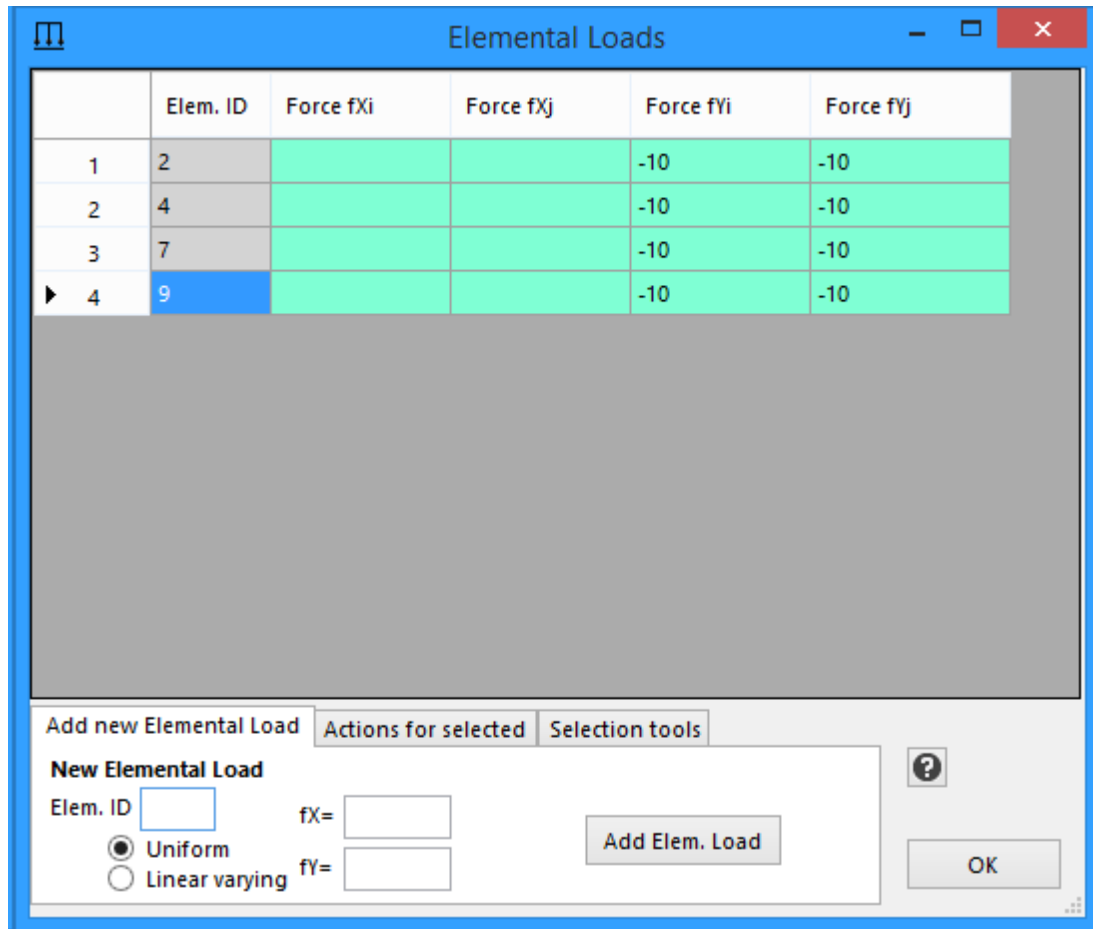 Elemental Loads
Elem. ID Force fXi Force fXj Force fYi Force fYj
1 2 -10 -10
2 4 -10 -10
3 7 -10 -10
4 9 -10 -10
Add new Elemental Load Actions for selected Selection tools
New Elemental Load
Elem. ID fX=
Uniform
Linear varying fY=
Add Elem. Load
?
OK